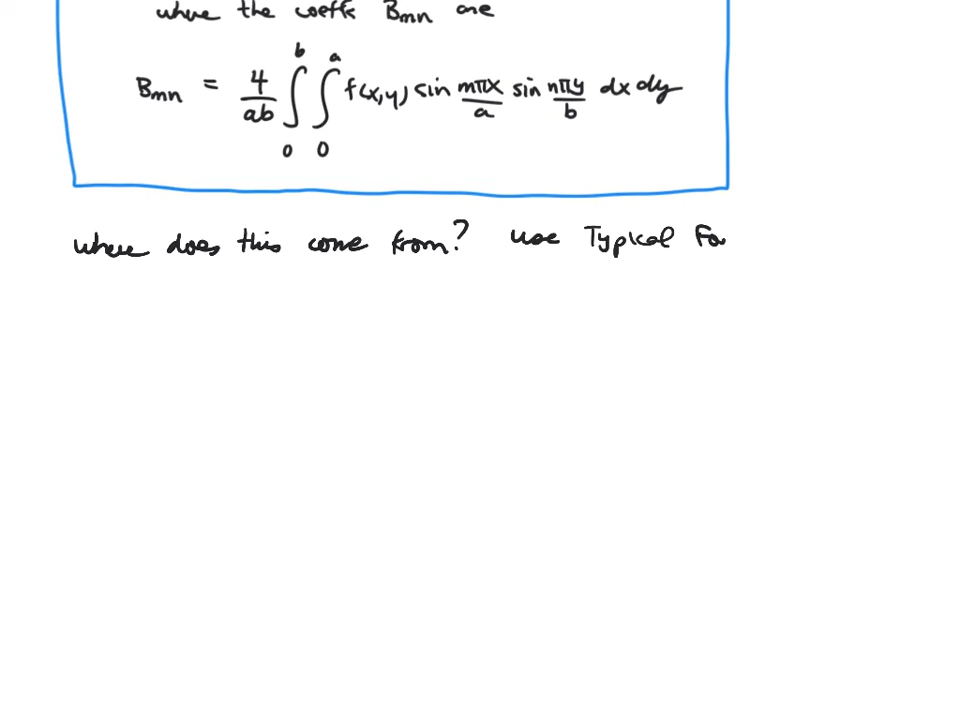 where the coeffs Bmn are
Bmn = 4/ab ∫₀ᵇ ∫₀ᵃ f(x,y) sin mπx/a sin nπy/b dx dy
where does this come from? use Typical Fo